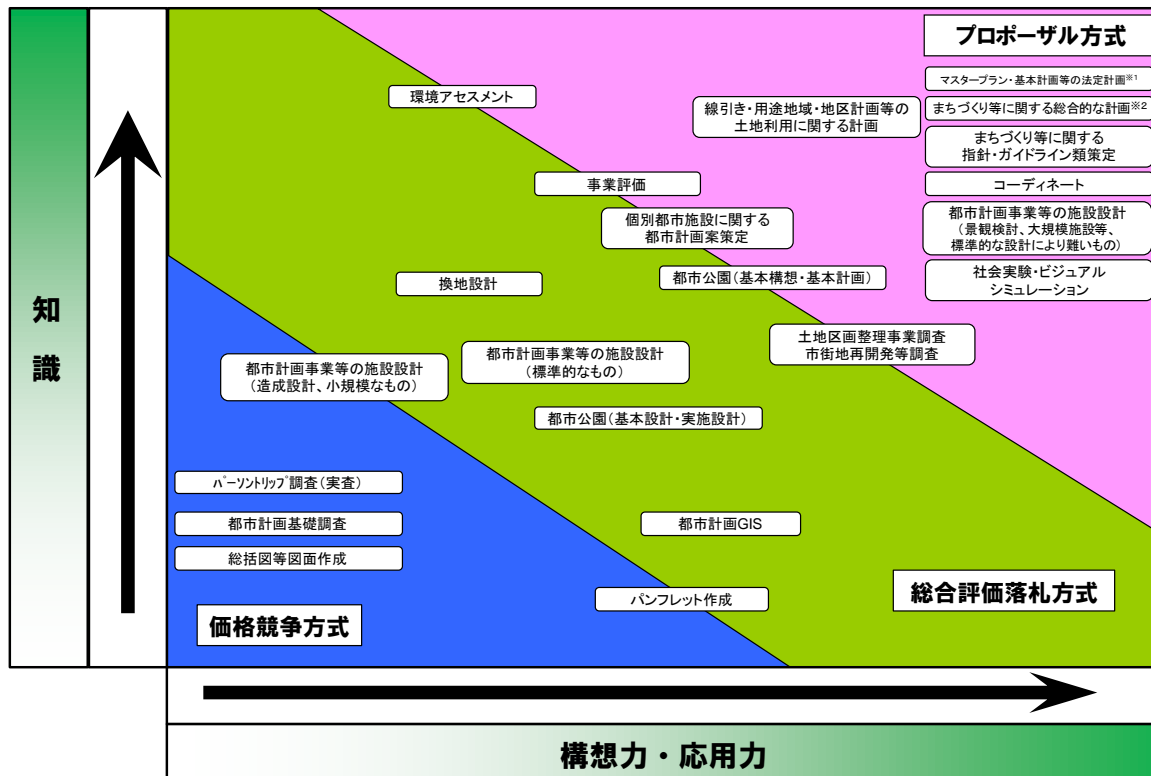 プロポーザル方式
マスタープラン・基本計画等の法定計画※1
環境アセスメント
線引き・用途地域・地区計画等の
土地利用に関する計画
まちづくり等に関する総合的な計画※2
まちづくり等に関する
指針・ガイドライン類策定
事業評価
コーディネート
個別都市施設に関する
都市計画案策定
都市計画事業等の施設設計
(景観検討、大規模施設等、
標準的な設計により難いもの)
換地設計
都市公園(基本構想・基本計画)
社会実験・ビジュアル
シミュレーション
知
識
土地区画整理事業調査
市街地再開発等調査
都市計画事業等の施設設計
(造成設計、小規模なもの)
都市計画事業等の施設設計
(標準的なもの)
都市公園(基本設計・実施設計)
パーソントリップ調査(実査)
都市計画基礎調査
都市計画GIS
総括図等図面作成
パンフレット作成
総合評価落札方式
価格競争方式
構想力・応用力